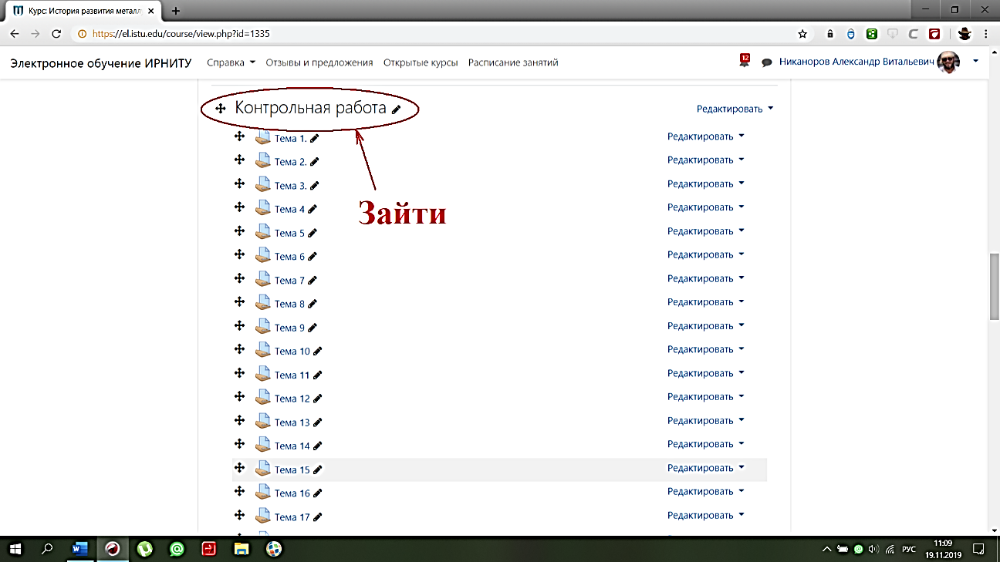 Курс: История развития металлу
https://el.istu.edu/course/view.php?id=1335
Электронное обучение ИРНИТУ Справка Отзывы и предложения Открытые курсы Расписание занятий 12 Никаноров Александр Витальевич
Контрольная работа Редактировать
Тема 1. Редактировать
Тема 2. Редактировать
Тема 3. Редактировать
Зайти
Тема 4 Редактировать
Тема 5 Редактировать
Тема 6 Редактировать
Тема 7 Редактировать
Тема 8 Редактировать
Тема 9 Редактировать
Тема 10 Редактировать
Тема 11 Редактировать
Тема 12 Редактировать
Тема 13 Редактировать
Тема 14 Редактировать
Тема 15 Редактировать
Тема 16 Редактировать
Тема 17 Редактировать
РУС 11:09
19.11.2019